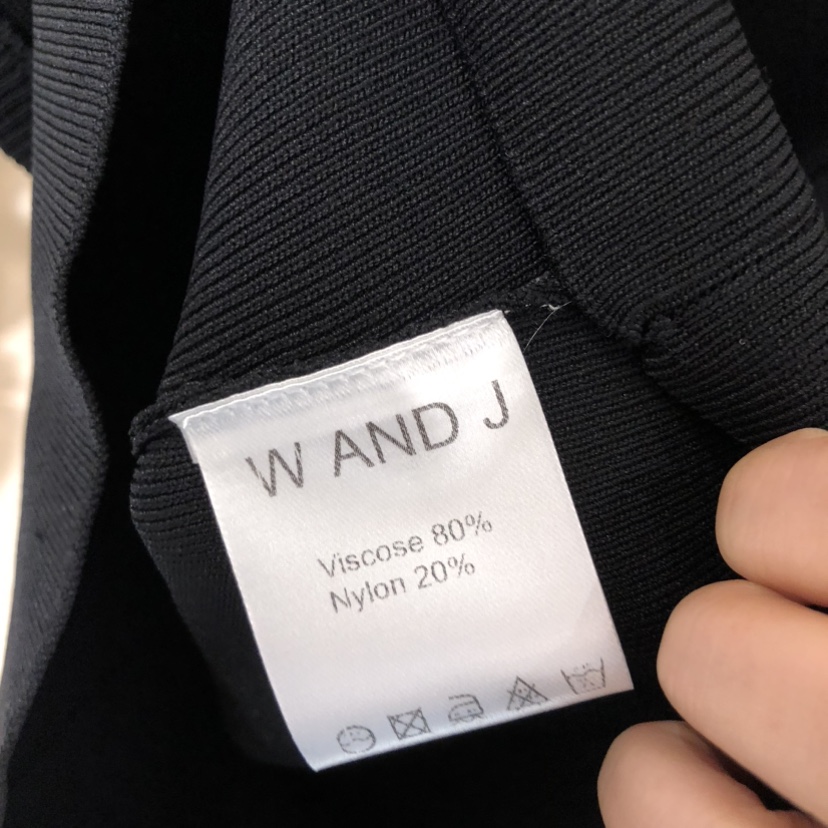 W AND J
Viscose 80%
Nylon 20%